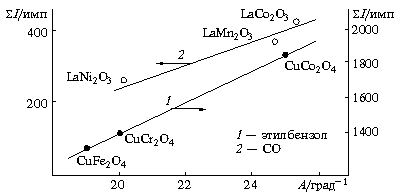 ΣI/имп
ΣI/имп
LaCo₂O₃
400
2000
LaMn₂O₃
2
1800
CuCo₂O₄
LaNi₂O₃
1
200
1600
1 — этилбензол
CuCr₂O₄
1400
2 — CO
CuFe₂O₄
20
22
24
A/град⁻¹